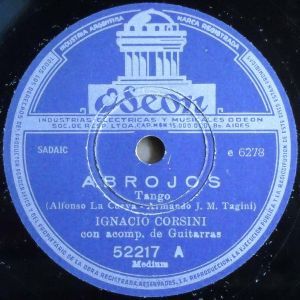 INDUSTRIA ARGENTINA
MARCA REGISTRADA
Odeon
INDUSTRIAS ELECTRICAS Y MUSICALES ODEON
SOC. DE RESP. LTDA. CAP. M$N 15.000.000. Bs. AIRES
SADAIC
e 6278
ABROJOS
Tango
(Alfonso La Cueva - Armando J. M. Tagini)
IGNACIO CORSINI
con acomp. de Guitarras
52217 A
Medium